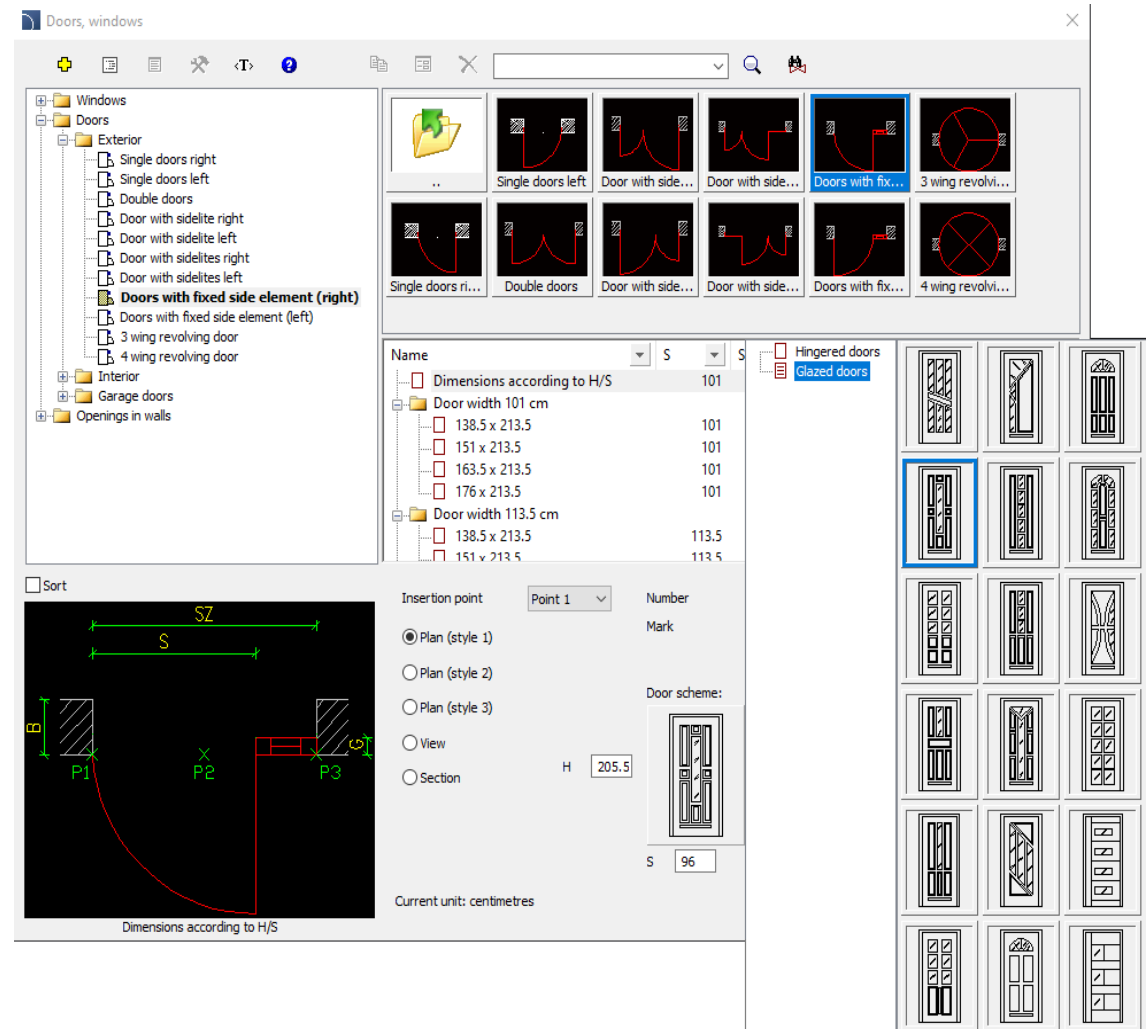 Doors, windows
‹T›
?
Windows
Doors
Exterior
Single doors right
Single doors left
Double doors
Door with sidelite right
Door with sidelite left
Door with sidelites right
Door with sidelites left
Doors with fixed side element (right)
Doors with fixed side element (left)
3 wing revolving door
4 wing revolving door
Interior
Garage doors
Openings in walls
..
Single doors left
Door with side...
Door with side...
Doors with fix...
3 wing revolvi...
Single doors ri...
Double doors
Door with side...
Door with side...
Doors with fix...
4 wing revolvi...
Name S S
Dimensions according to H/S 101
Door width 101 cm
138.5 x 213.5 101
151 x 213.5 101
163.5 x 213.5 101
176 x 213.5 101
Door width 113.5 cm
138.5 x 213.5 113.5
151 x 213.5 113.5
Hingered doors
Glazed doors
Sort
SZ
S
B
G
P1
P2
P3
Dimensions according to H/S
Insertion point Point 1
Plan (style 1)
Plan (style 2)
Plan (style 3)
View
Section
Number
Mark
Door scheme:
H 205.5
S 96
Current unit: centimetres